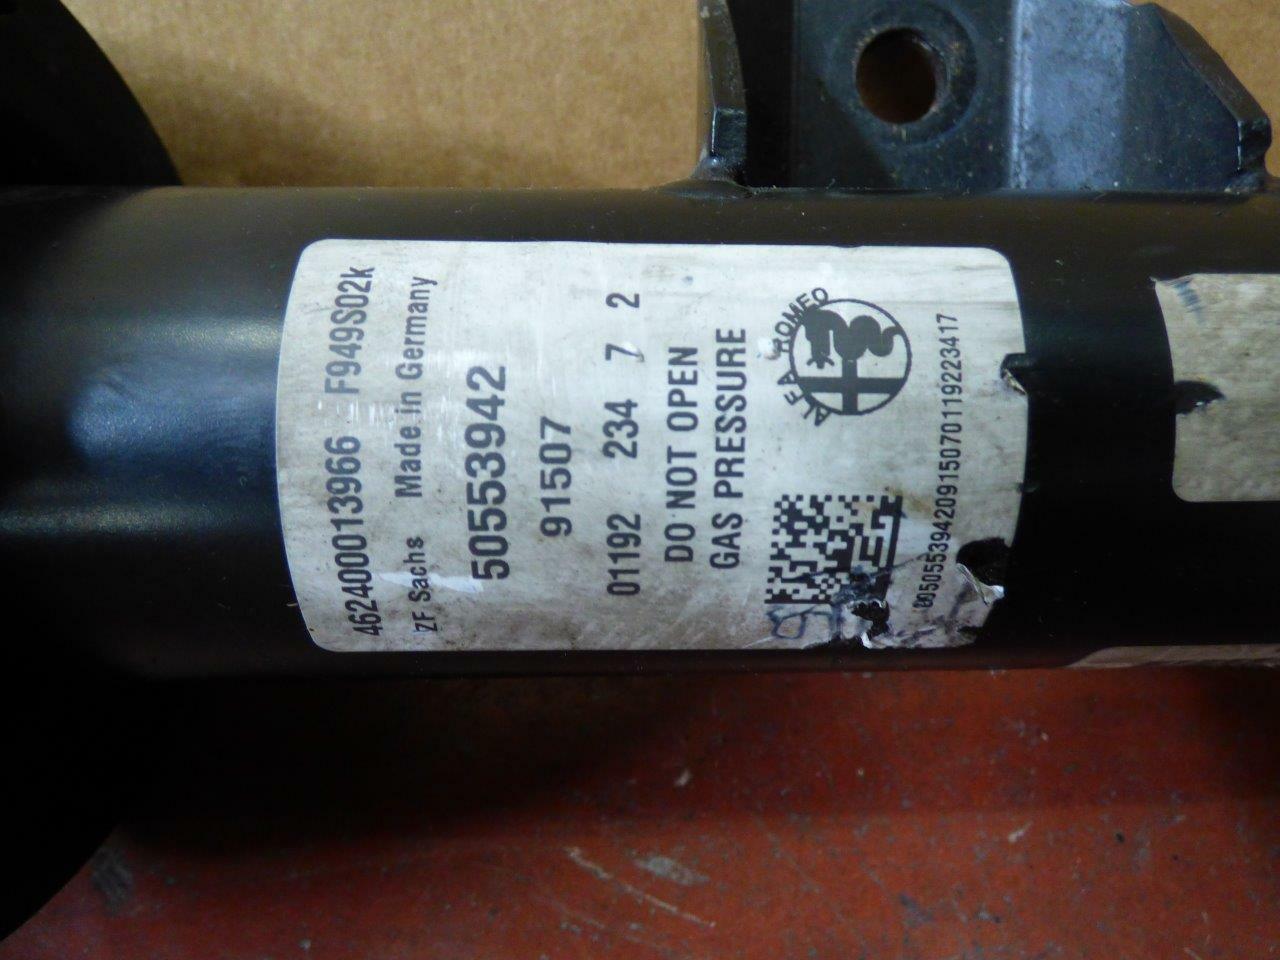 4624000013966 F949S02k
ZF Sachs Made in Germany
50553942
91507
01192 234 7 2
DO NOT OPEN
GAS PRESSURE
ALFA ROMEO